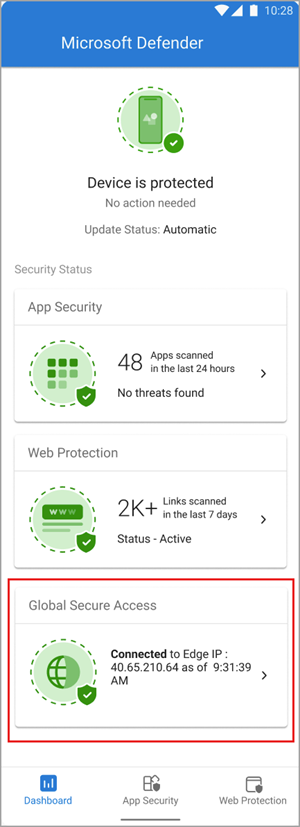 10:28
Microsoft Defender
Device is protected
No action needed
Update Status: Automatic
Security Status
App Security
48 Apps scanned
in the last 24 hours
No threats found
Web Protection
www
2K+ Links scanned
in the last 7 days
Status - Active
Global Secure Access
Connected to Edge IP :
40.65.210.64 as of 9:31:39
AM
Dashboard App Security Web Protection